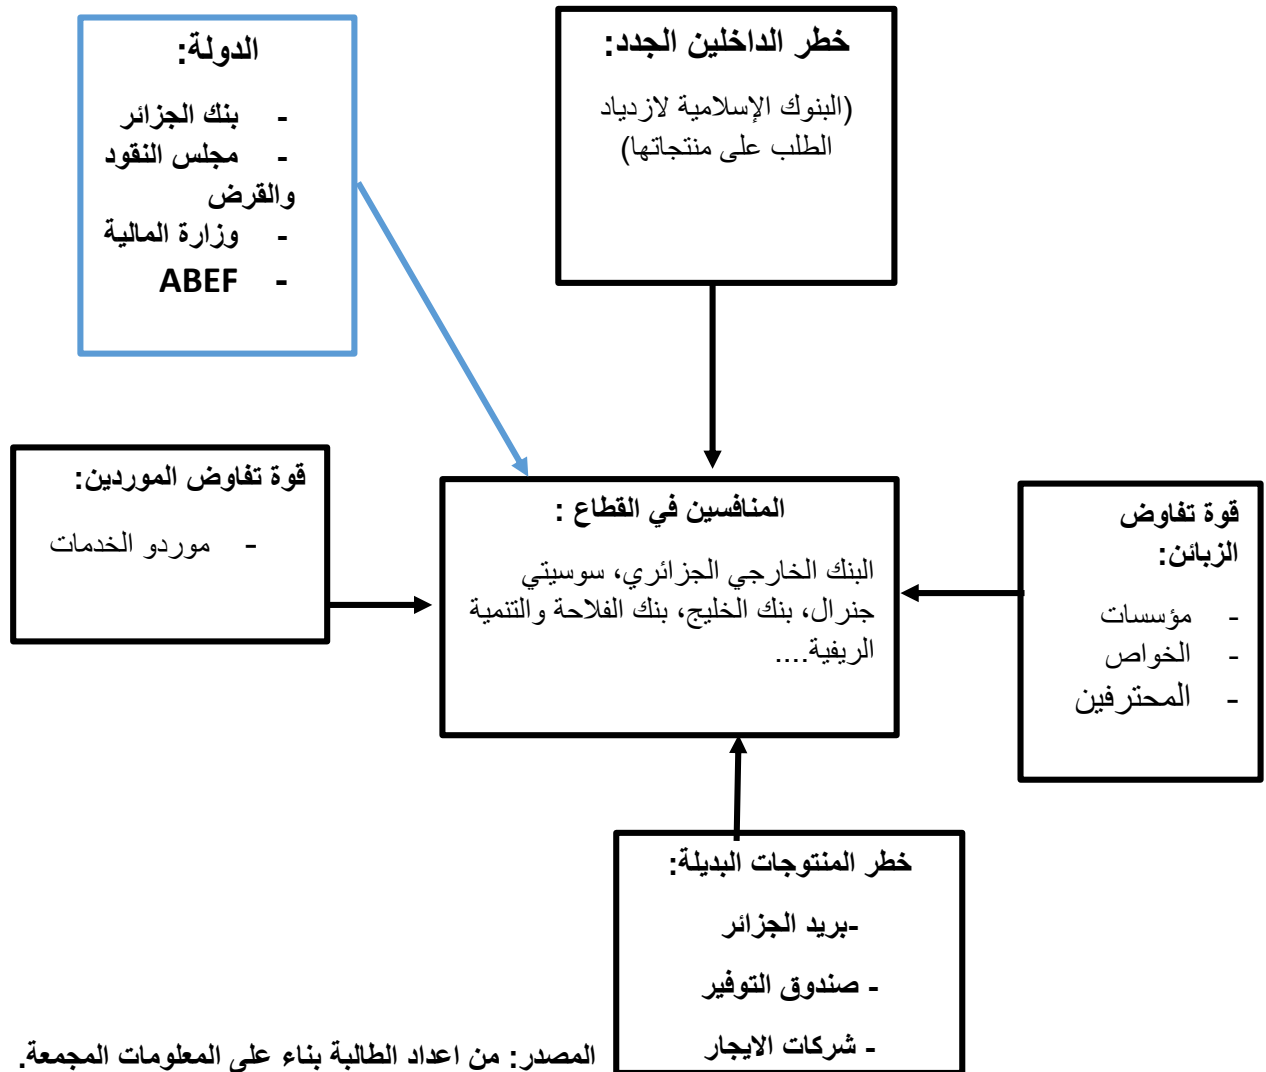 الدولة:
- بنك الجزائر
- مجلس النقود
والقرض
- وزارة المالية
- ABEF
خطر الداخلين الجدد:
(البنوك الإسلامية لازدياد
الطلب على منتجاتها)
قوة تفاوض الموردين:
- موردو الخدمات
المنافسين في القطاع :
البنك الخارجي الجزائري، سوسيتي
جنرال، بنك الخليج، بنك الفلاحة والتنمية
الريفية....
قوة تفاوض
الزبائن:
- مؤسسات
- الخواص
- المحترفين
خطر المنتوجات البديلة:
-بريد الجزائر
- صندوق التوفير
- شركات الايجار
المصدر: من اعداد الطالبة بناء على المعلومات المجمعة.